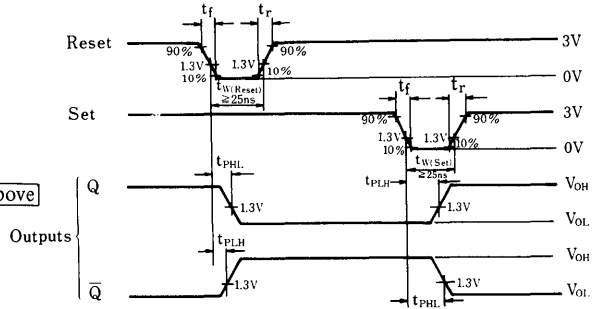 tf tr
Reset 3V
90% 90%
1.3V 1.3V
10% 10% 0V
tW(Reset)
≧25ns
tf tr
Set 3V
90% 90%
1.3V 1.3V
10% 10% 0V
tW(Set)
≧25ns
tPHL tPLH
bove Q VOH
1.3V 1.3V
VOL
Outputs
tPLH VOH
1.3V 1.3V
Q̄ VOL
tPHL